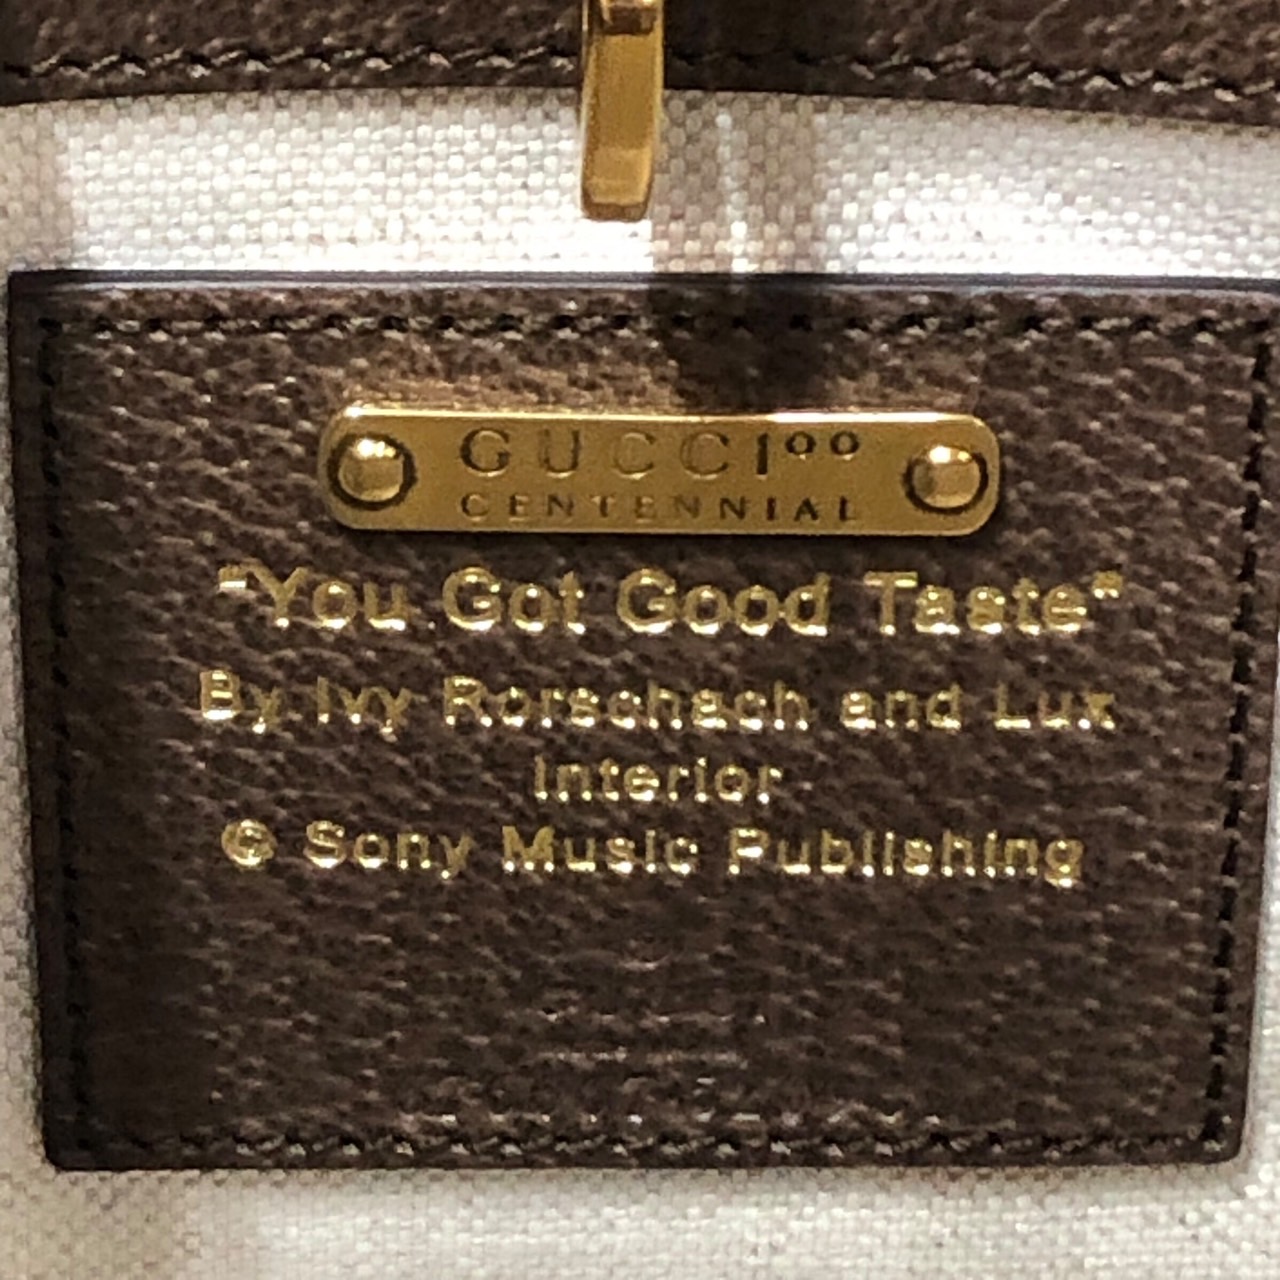 GUCCI100
CENTENNIAL
"You Got Good Taste"
By Ivy Rorschach and Lux
Interior
© Sony Music Publishing